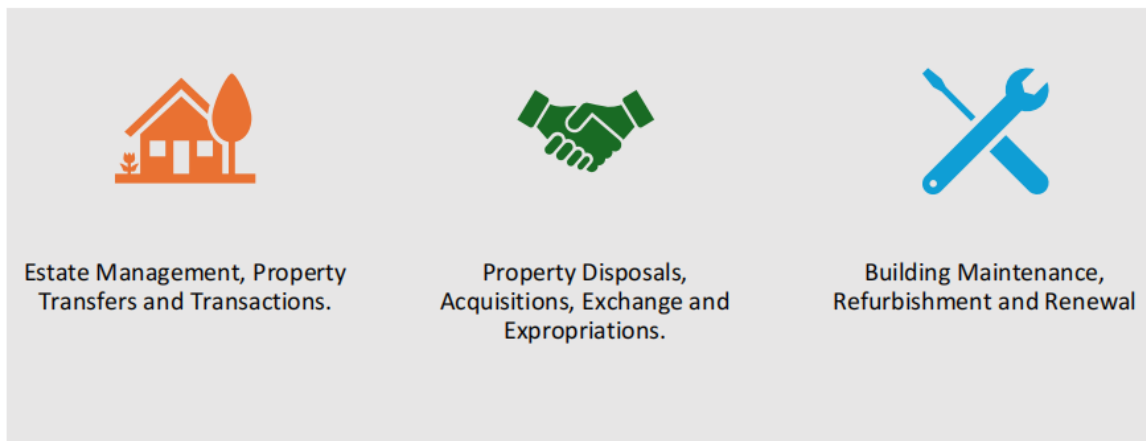 Estate Management, Property
Transfers and Transactions.
Property Disposals,
Acquisitions, Exchange and
Expropriations.
Building Maintenance,
Refurbishment and Renewal